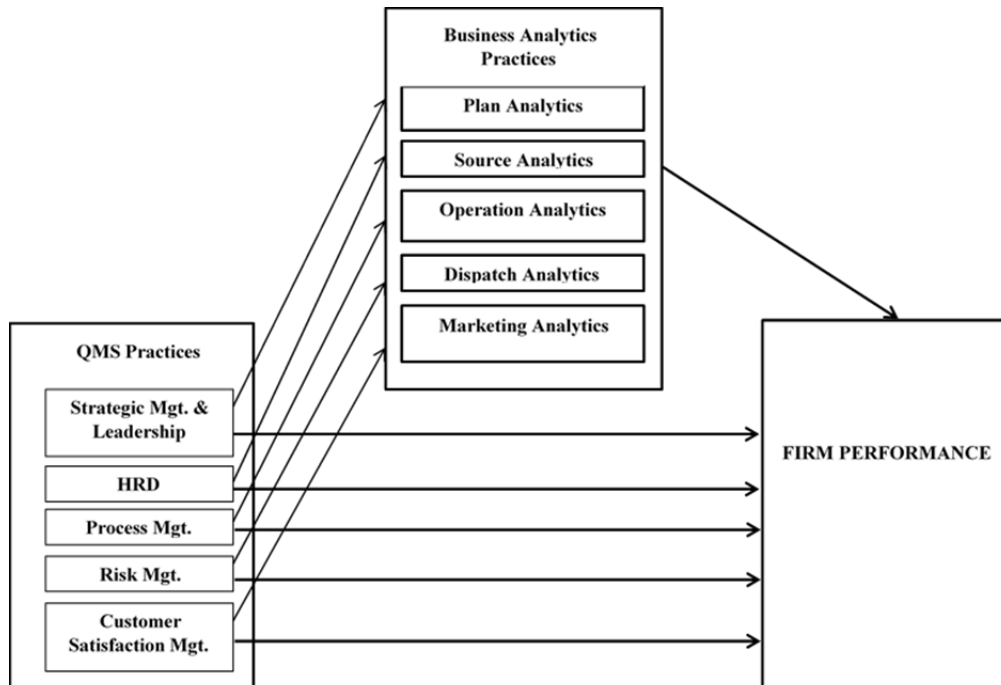 Business Analytics
Practices
Plan Analytics
Source Analytics
Operation Analytics
Dispatch Analytics
Marketing Analytics
QMS Practices
Strategic Mgt. &
Leadership
HRD
Process Mgt.
Risk Mgt.
Customer
Satisfaction Mgt.
FIRM PERFORMANCE